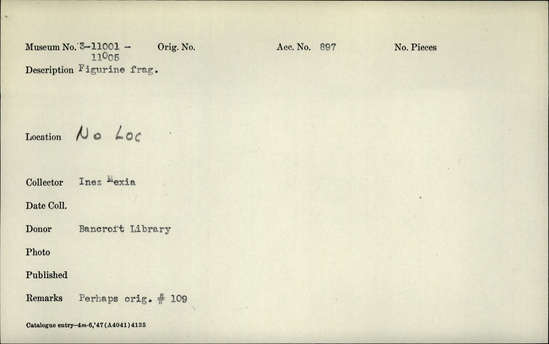 Museum No. 3-11001 - Orig. No. Acc. No. 897 No. Pieces
11005
Description Figurine frag.
Location No Loc
Collector Inez Mexia
Date Coll.
Donor Bancroft Library
Photo
Published
Remarks Perhaps orig. # 109
Catalogue entry—4m-6,'47 (A4041) 4135